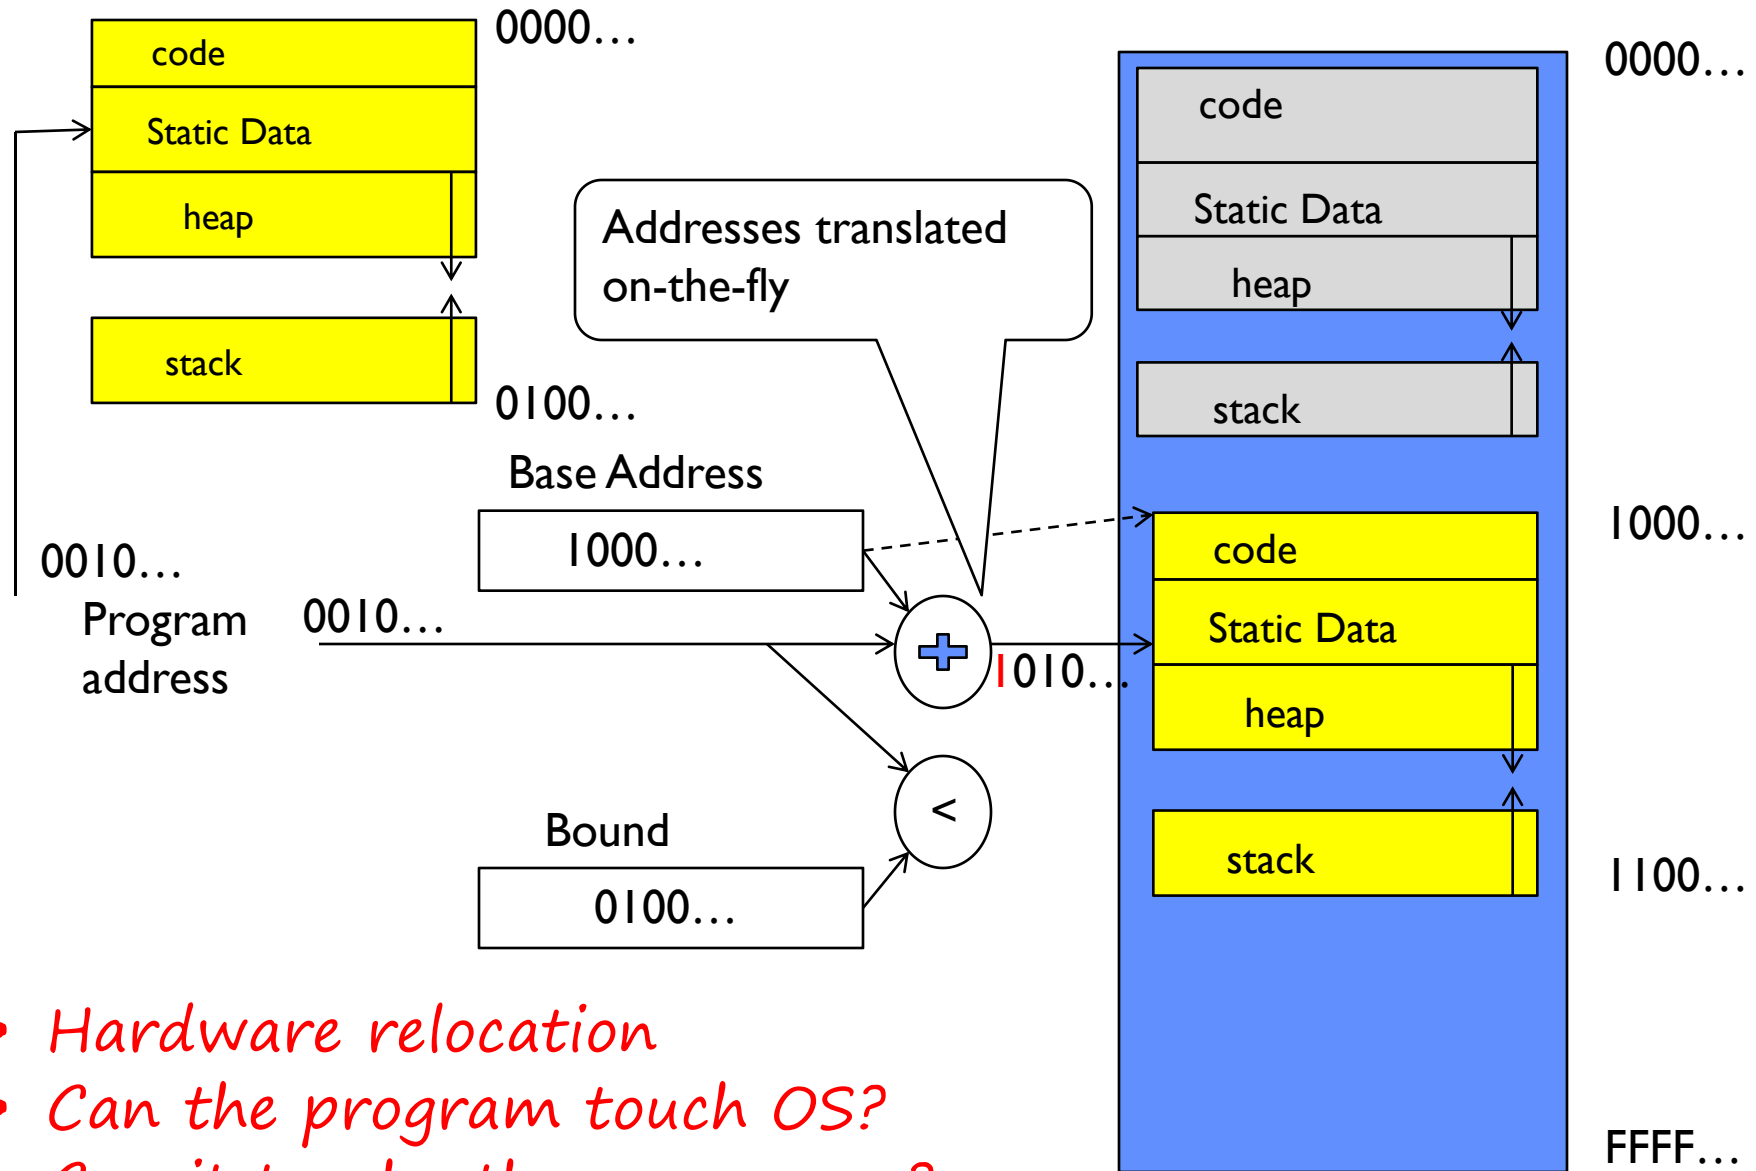 code
Static Data
heap
stack
0000…
0100…
0010…
Program
address
0010…
Base Address
1000…
Addresses translated
on-the-fly
1010…
<
Bound
0100…
code
Static Data
heap
stack
code
Static Data
heap
stack
0000…
1000…
1100…
FFFF…
• Hardware relocation
• Can the program touch OS?